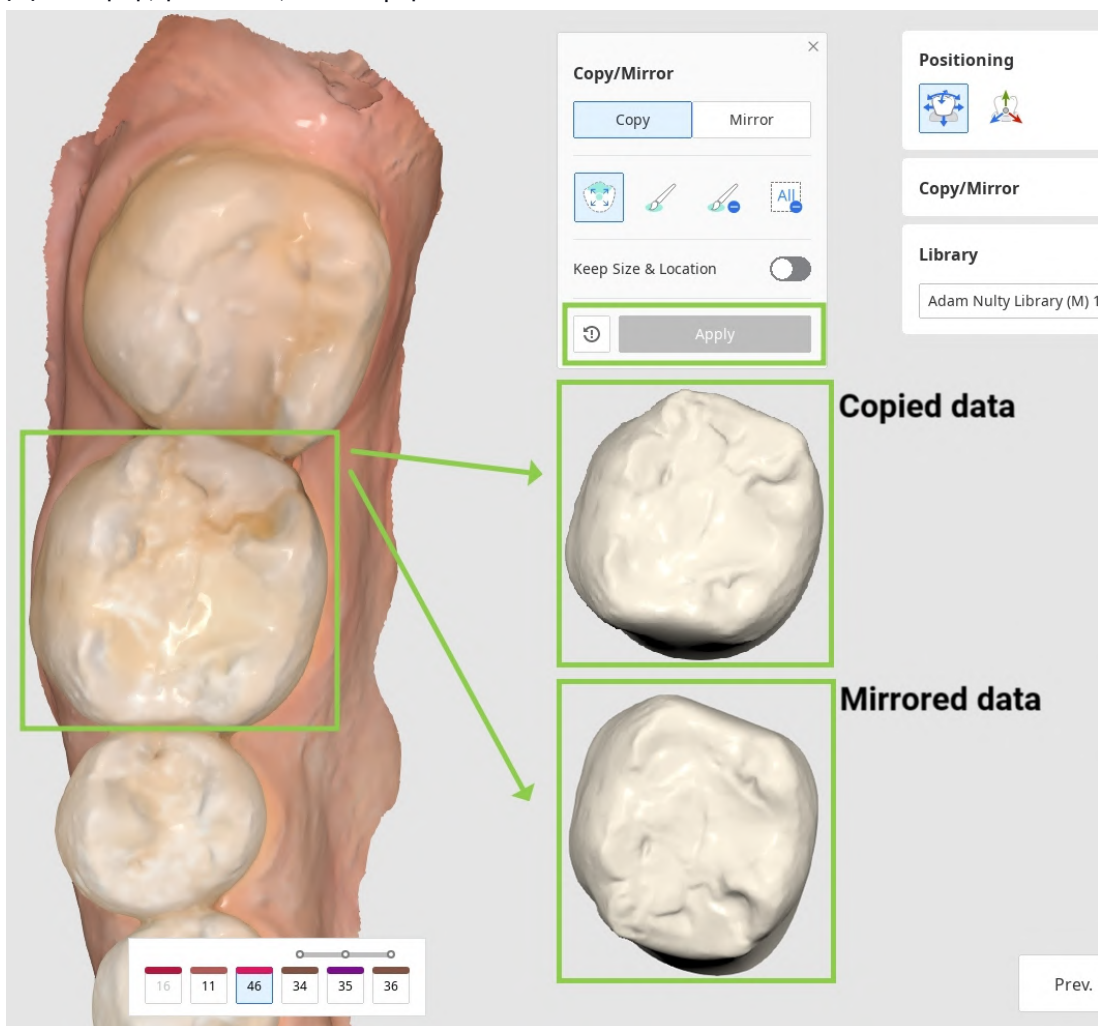 Copy/Mirror
Copy
Mirror
All
Keep Size & Location
Apply
Positioning
Copy/Mirror
Library
Adam Nulty Library (M) 1
Copied data
Mirrored data
16
11
46
34
35
36
Prev.